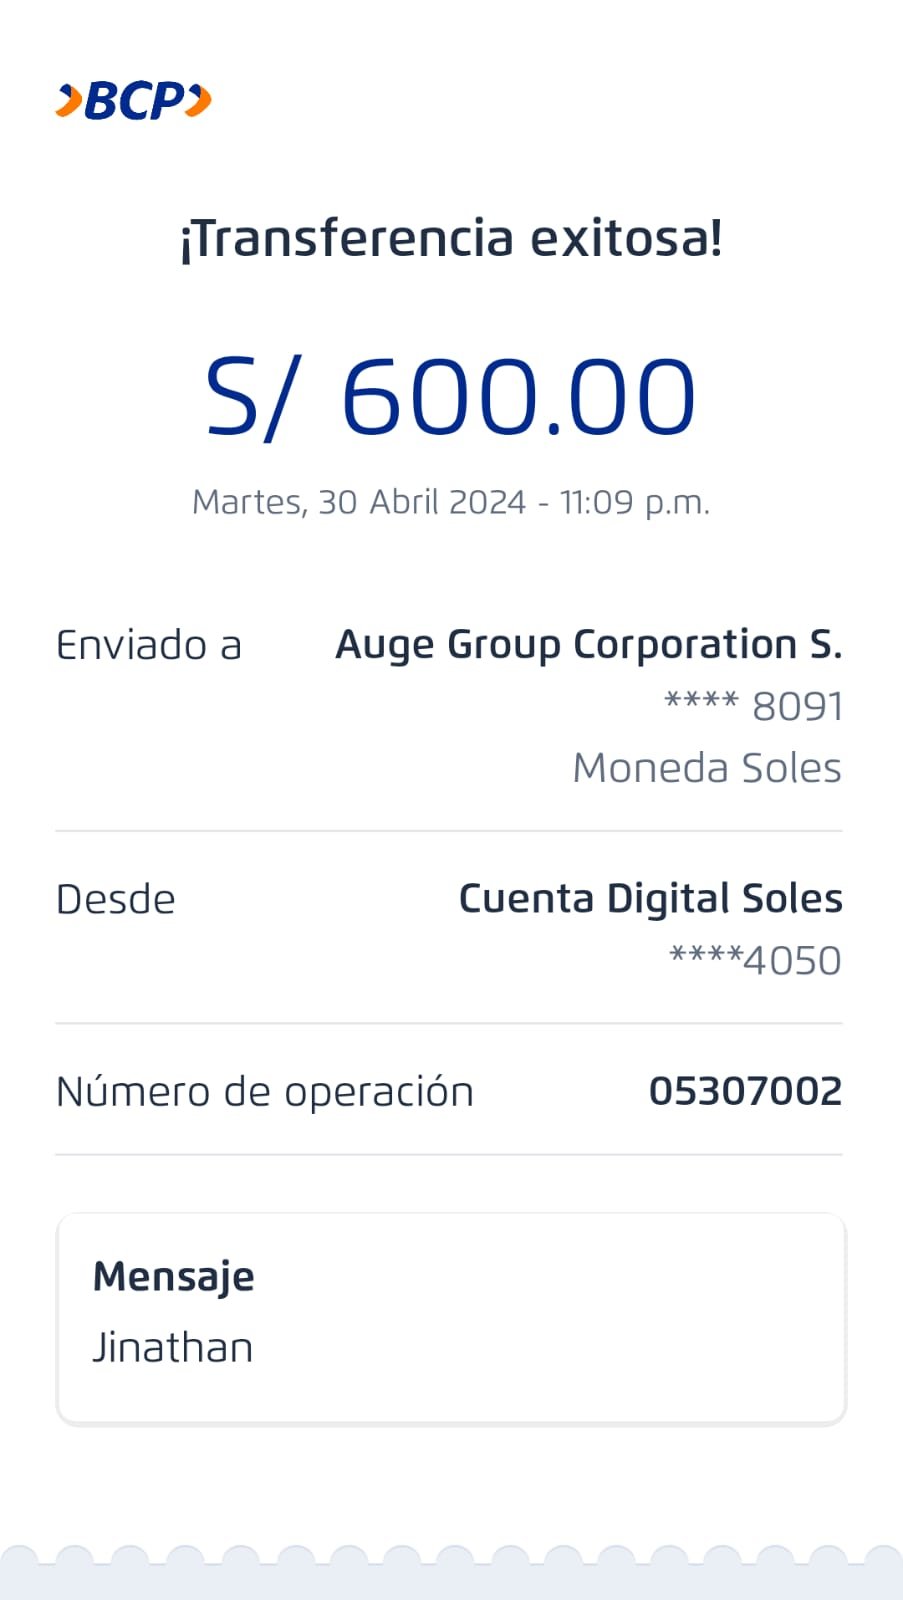 BCP
¡Transferencia exitosa!
S/ 600.00
Martes, 30 Abril 2024 - 11:09 p.m.
Enviado a Auge Group Corporation S.
**** 8091
Moneda Soles
Desde Cuenta Digital Soles
****4050
Número de operación 05307002
Mensaje
Jinathan